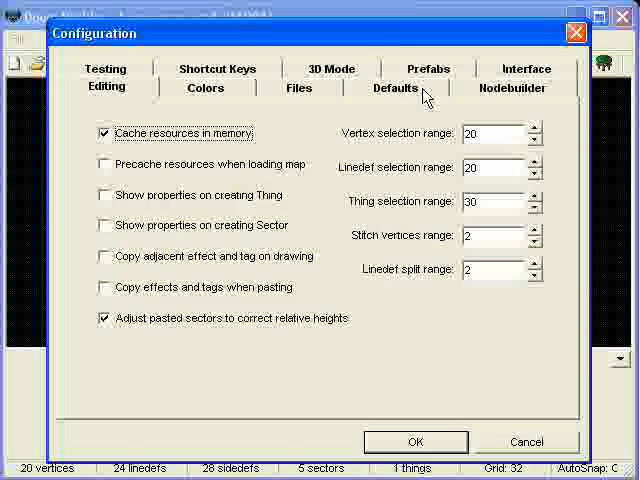 Configuration
Testing
Shortcut Keys
3D Mode
Prefabs
Interface
Editing
Colors
Files
Defaults
Nodebuilder
Cache resources in memory
Vertex selection range: 20
Precache resources when loading map
Linedef selection range: 20
Show properties on creating Thing
Thing selection range: 30
Show properties on creating Sector
Stitch vertices range: 2
Copy adjacent effect and tag on drawing
Linedef split range: 2
Copy effects and tags when pasting
Adjust pasted sectors to correct relative heights
OK
Cancel
20 vertices
24 linedefs
28 sidedefs
5 sectors
1 things
Grid: 32
AutoSnap: